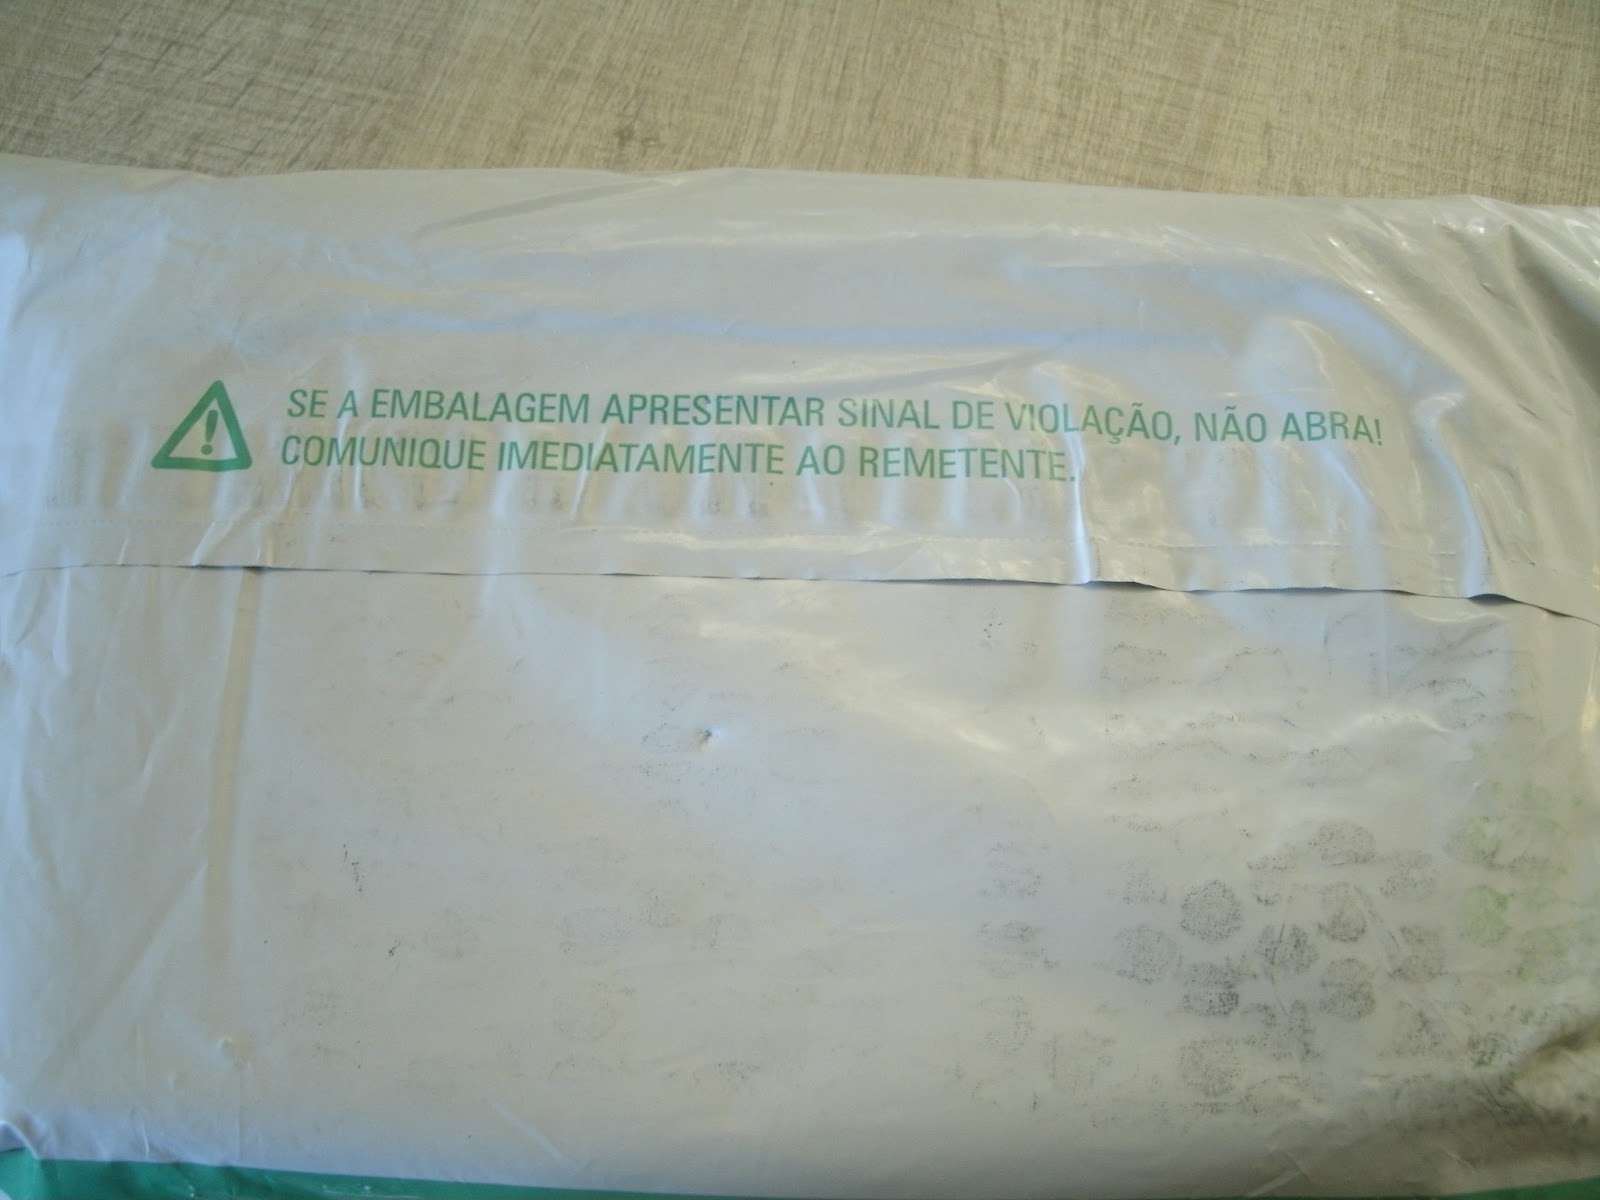 SE A EMBALAGEM APRESENTAR SINAL DE VIOLAÇÃO, NÃO ABRA!
COMUNIQUE IMEDIATAMENTE AO REMETENTE.